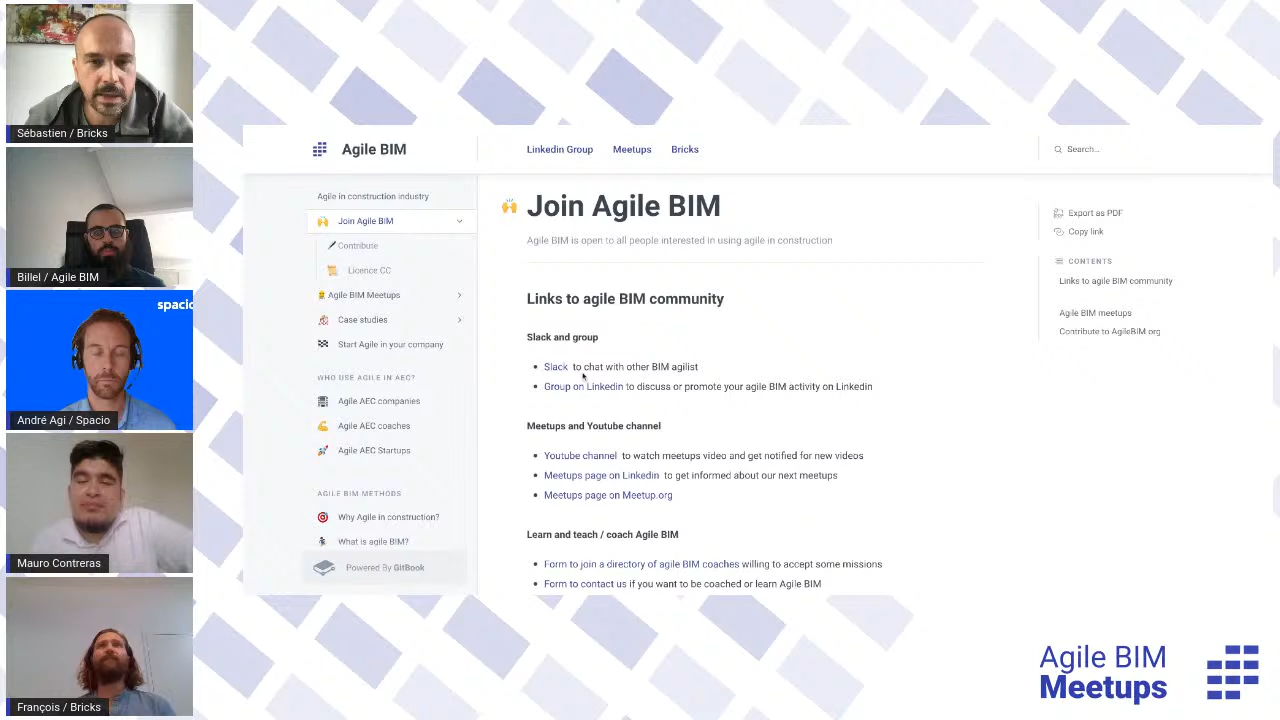 Sébastien / Bricks
Billel / Agile BIM
spacio
André Agi / Spacio
Mauro Contreras
François / Bricks
Agile BIM
Linkedin Group
Meetups
Bricks
Search...
Agile in construction industry
Join Agile BIM
Contribute
Licence CC
Agile BIM Meetups
Case studies
Start Agile in your company
WHO USE AGILE IN AEC?
Agile AEC companies
Agile AEC coaches
Agile AEC Startups
AGILE BIM METHODS
Why Agile in construction?
What is agile BIM?
Powered By GitBook
Join Agile BIM
Agile BIM is open to all people interested in using agile in construction
Links to agile BIM community
Slack and group
Slack to chat with other BIM agilist
Group on Linkedin to discuss or promote your agile BIM activity on Linkedin
Meetups and Youtube channel
Youtube channel to watch meetups video and get notified for new videos
Meetups page on Linkedin to get informed about our next meetups
Meetups page on Meetup.org
Learn and teach / coach Agile BIM
Form to join a directory of agile BIM coaches willing to accept some missions
Form to contact us if you want to be coached or learn Agile BIM
Export as PDF
Copy link
CONTENTS
Links to agile BIM community
Agile BIM meetups
Contribute to AgileBIM.org
Agile BIM
Meetups